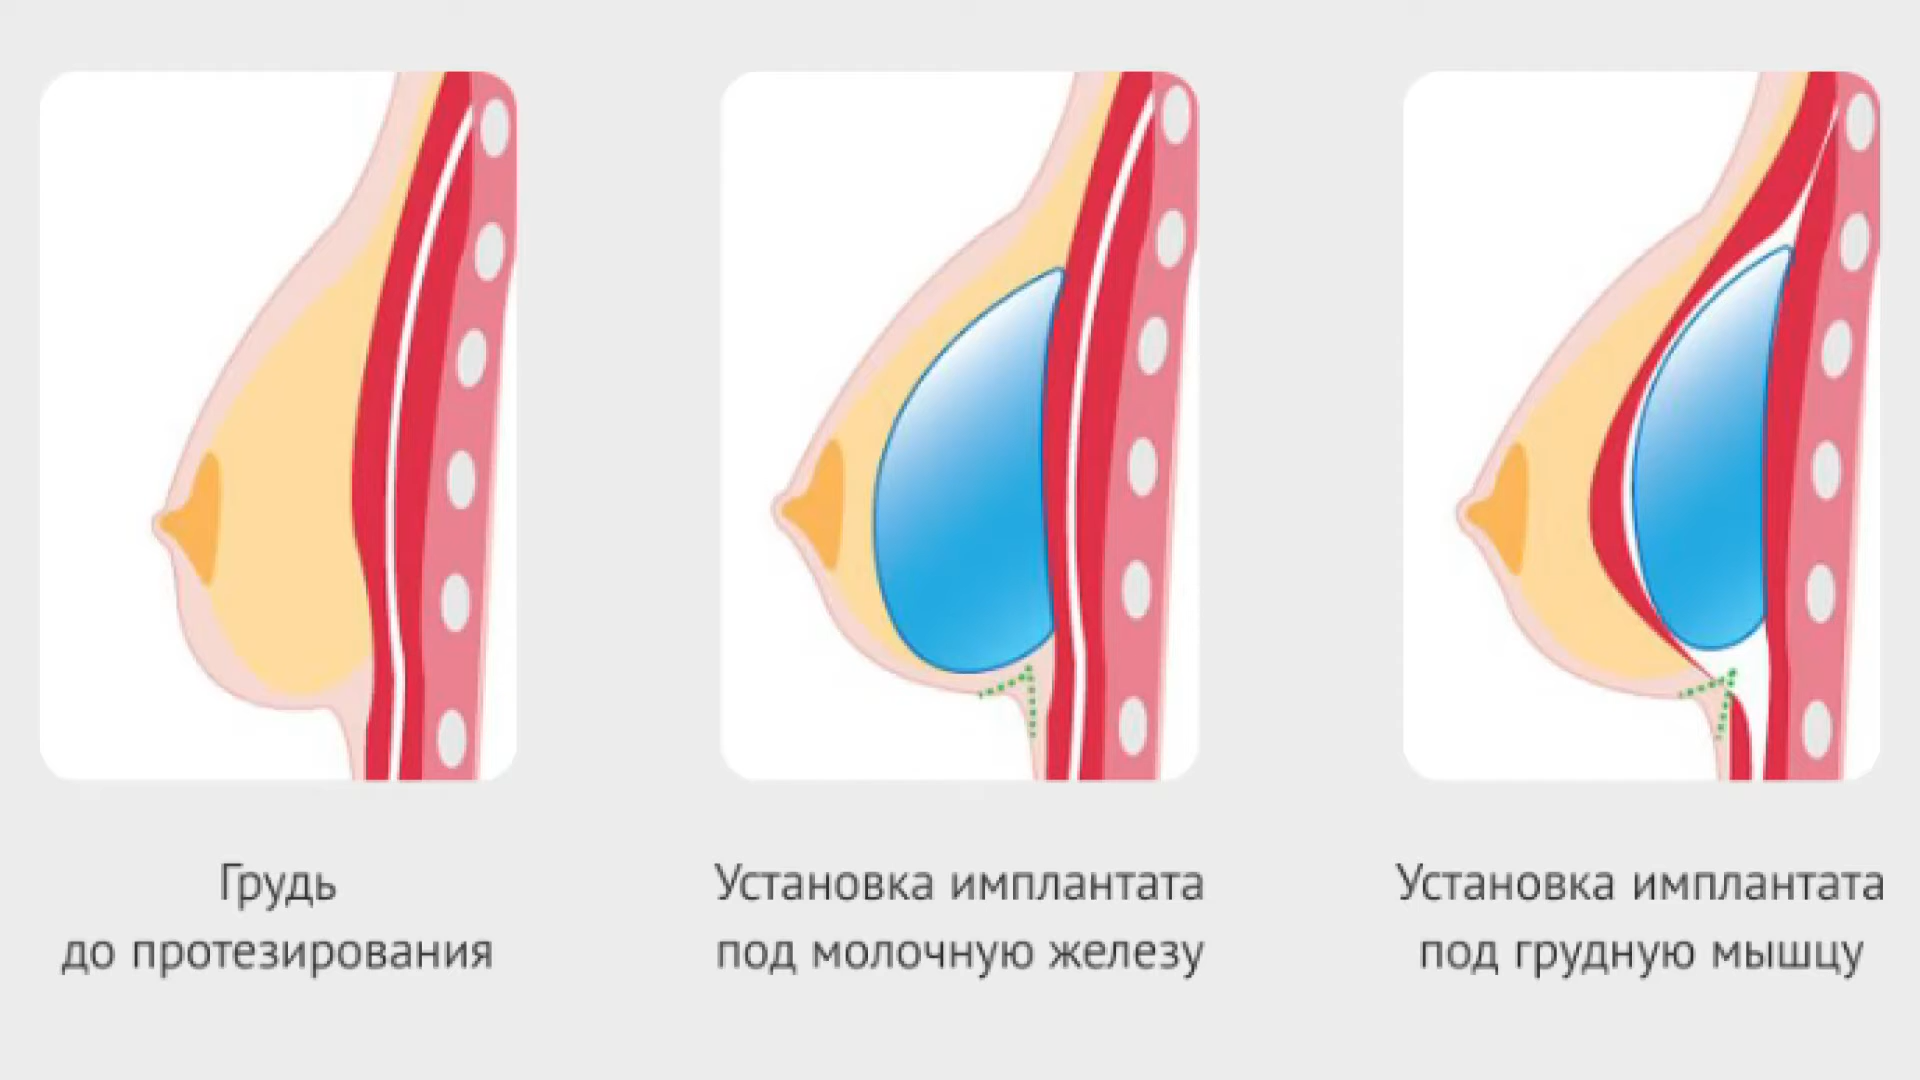 Грудь
до протезирования
Установка имплантата
под молочную железу
Установка имплантата
под грудную мышцу